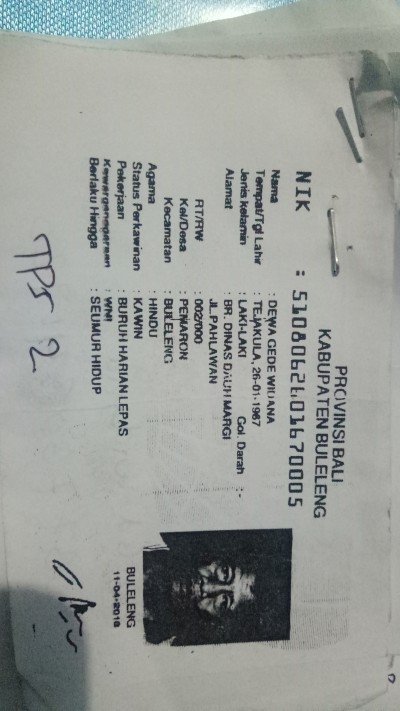 PROVINSI BALI
KABUPATEN BULELENG
NIK : 5108062601670005
Nama : DEWA GEDE WIJANA
Tempat/Tgl Lahir : TEJAKULA, 26-01-1967
Jenis kelamin : LAKI-LAKI Gol. Darah : -
Alamat : BR. DINAS DAUH MARGI
JL.PAHLAWAN
RT/RW : 002/000
Kel/Desa : PEMARON
Kecamatan : BULELENG
Agama : HINDU
Status Perkawinan : KAWIN
Pekerjaan : BURUH HARIAN LEPAS
Kewarganegaraan : WNI
Berlaku Hingga : SEUMUR HIDUP
BULELENG
11-04-2018
TPS 2